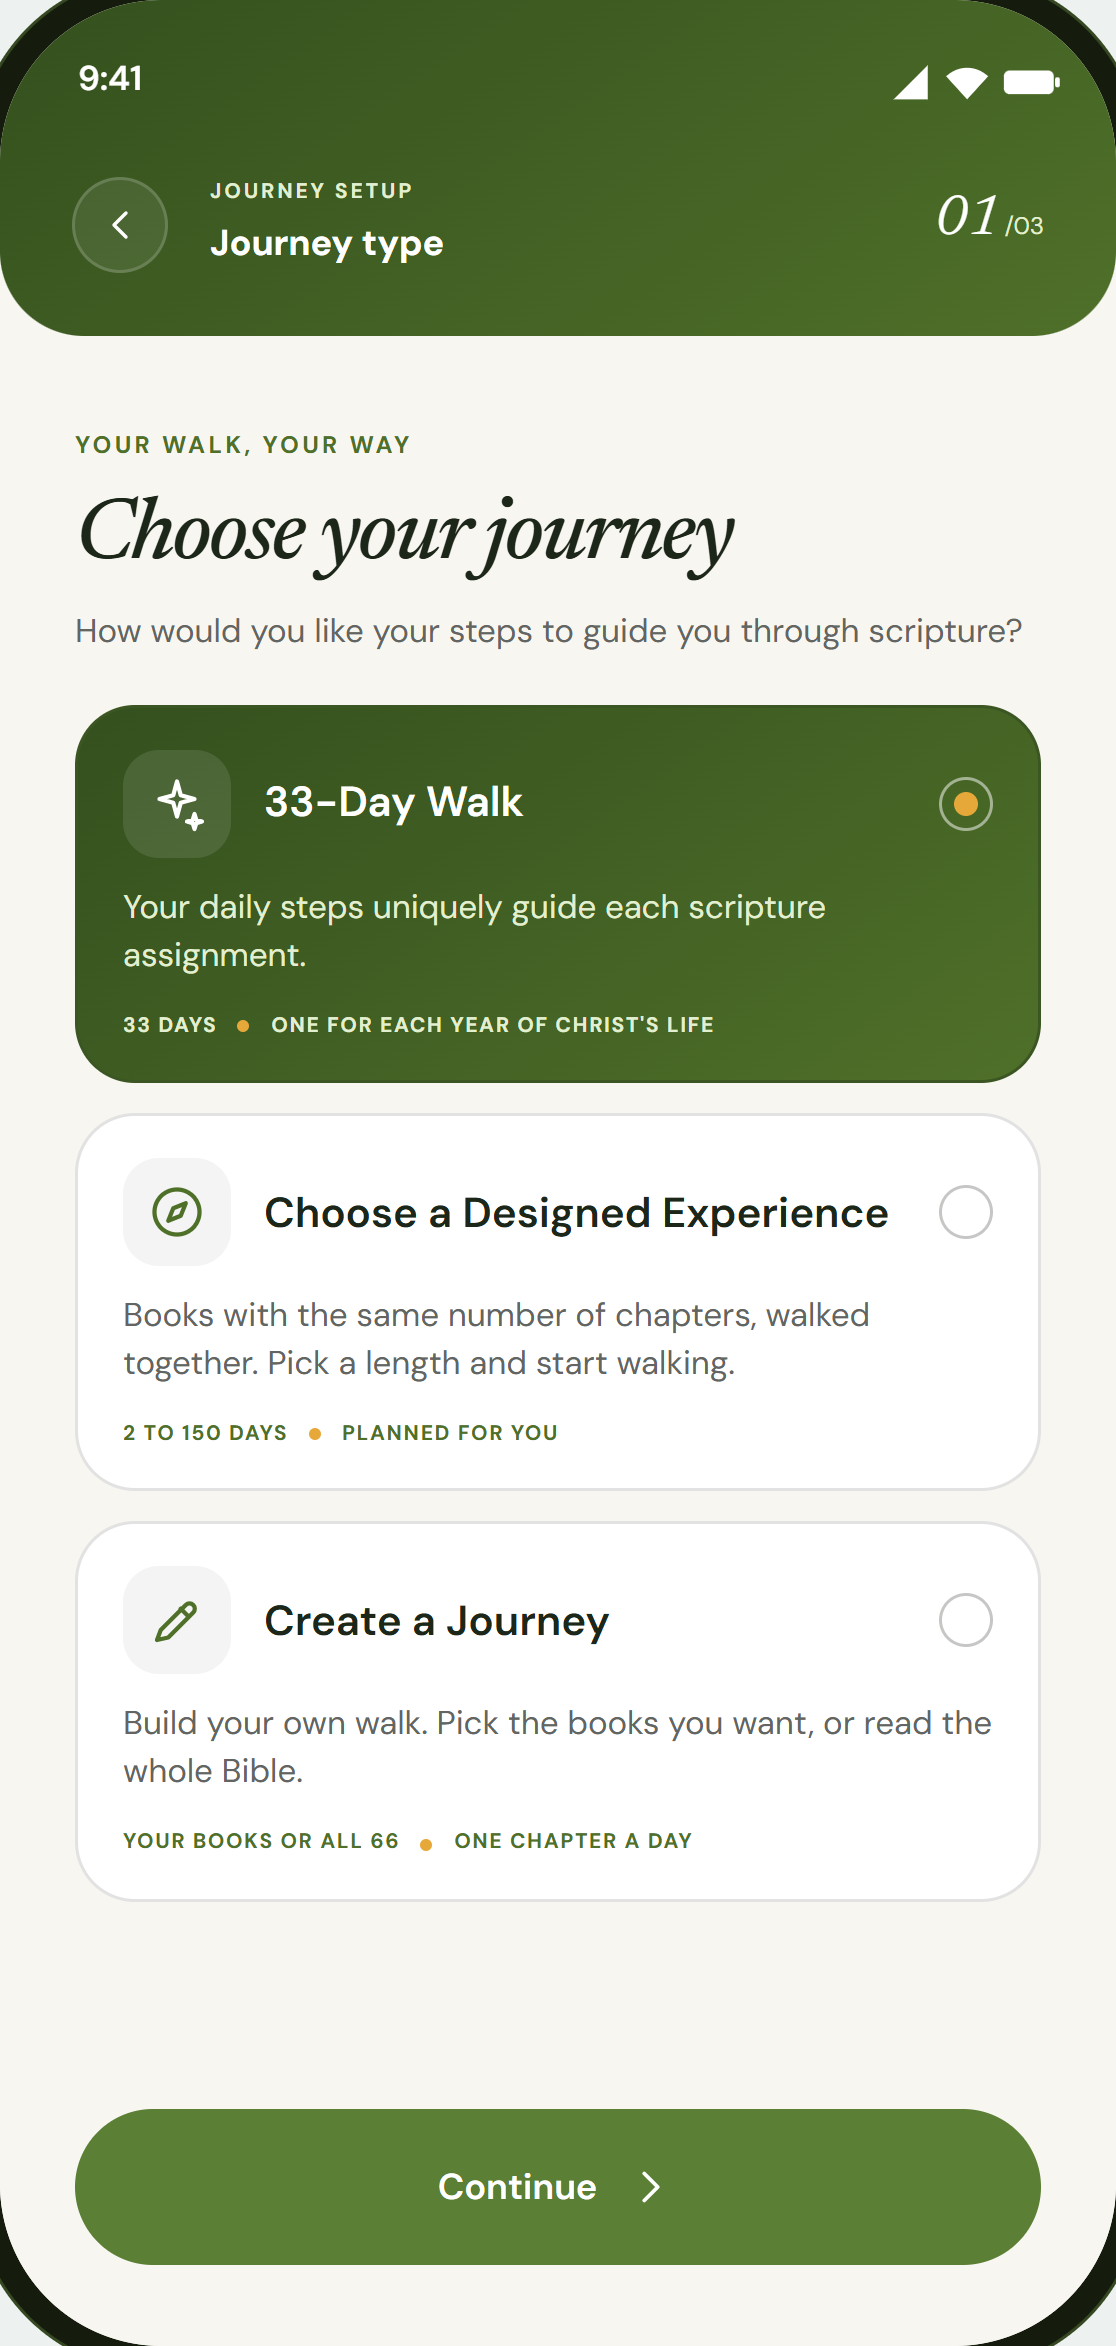 9:41
JOURNEY SETUP
Journey type
01/03
YOUR WALK, YOUR WAY
Choose your journey
How would you like your steps to guide you through scripture?
33-Day Walk
Your daily steps uniquely guide each scripture
assignment.
33 DAYS ● ONE FOR EACH YEAR OF CHRIST'S LIFE
Choose a Designed Experience
Books with the same number of chapters, walked
together. Pick a length and start walking.
2 TO 150 DAYS ● PLANNED FOR YOU
Create a Journey
Build your own walk. Pick the books you want, or read the
whole Bible.
YOUR BOOKS OR ALL 66 ● ONE CHAPTER A DAY
Continue